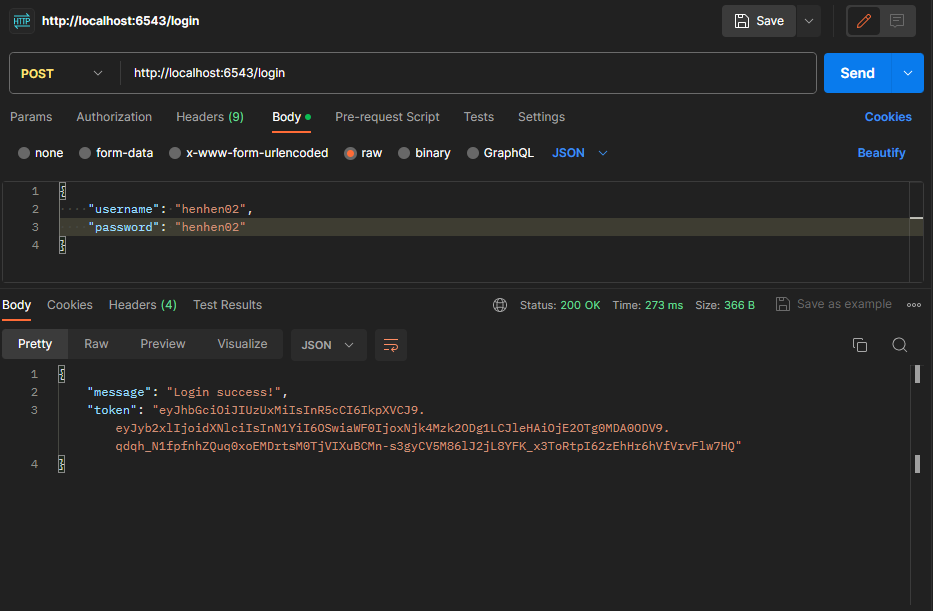 HTTP http://localhost:6543/login Save
POST http://localhost:6543/login Send
Params Authorization Headers (9) Body Pre-request Script Tests Settings Cookies
none form-data x-www-form-urlencoded raw binary GraphQL JSON Beautify
1 {
2 "username": "henhen02",
3 "password": "henhen02"
4 }
Body Cookies Headers (4) Test Results Status: 200 OK Time: 273 ms Size: 366 B Save as example
Pretty Raw Preview Visualize JSON
1 {
2 "message": "Login success!",
3 "token": "eyJhbGciOiJIUzUxMiIsInR5cCI6IkpXVCJ9.
eyJyb2xlIjoidXNlciIsInN1YiI6OSwiaWF0IjoxNjk4Mzk2ODg1LCJleHAiOjE2OTg0MDA0ODV9.
qdqh_N1fpfnhZQuq0xoEMDrtsM0TjVIXuBCMn-s3gyCV5M86lJ2jL8YFK_x3ToRtpI62zEhHr6hVfVrvFlw7HQ"
4 }